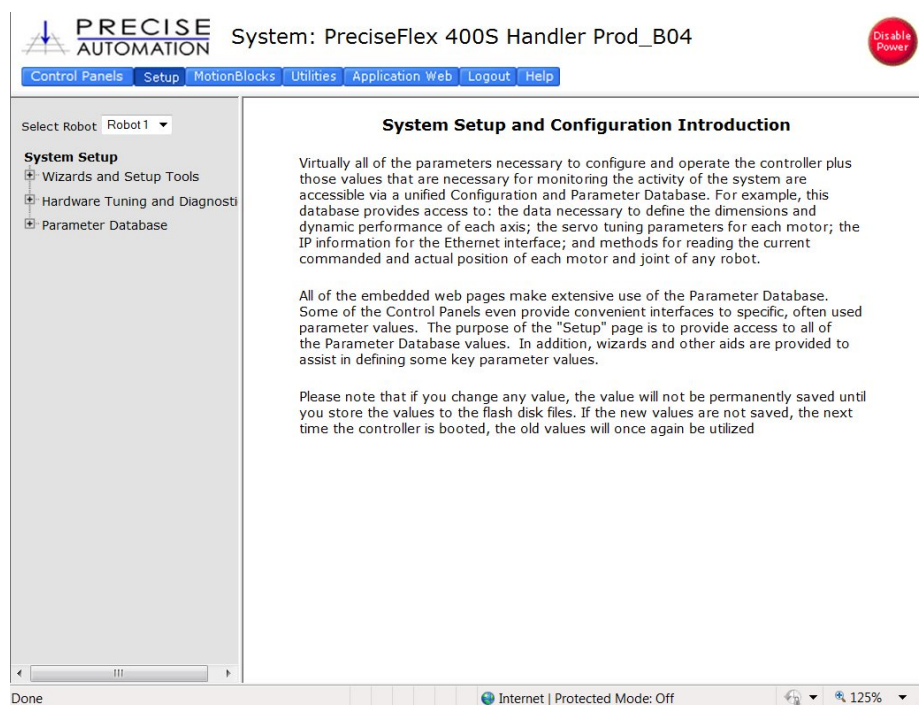 PRECISE
AUTOMATION
System: PreciseFlex 400S Handler Prod_B04
Disable
Power
Control Panels Setup MotionBlocks Utilities Application Web Logout Help
Select Robot Robot1
System Setup
Wizards and Setup Tools
Hardware Tuning and Diagnosti
Parameter Database
System Setup and Configuration Introduction
Virtually all of the parameters necessary to configure and operate the controller plus
those values that are necessary for monitoring the activity of the system are
accessible via a unified Configuration and Parameter Database. For example, this
database provides access to: the data necessary to define the dimensions and
dynamic performance of each axis; the servo tuning parameters for each motor; the
IP information for the Ethernet interface; and methods for reading the current
commanded and actual position of each motor and joint of any robot.
All of the embedded web pages make extensive use of the Parameter Database.
Some of the Control Panels even provide convenient interfaces to specific, often used
parameter values. The purpose of the "Setup" page is to provide access to all of
the Parameter Database values. In addition, wizards and other aids are provided to
assist in defining some key parameter values.
Please note that if you change any value, the value will not be permanently saved until
you store the values to the flash disk files. If the new values are not saved, the next
time the controller is booted, the old values will once again be utilized
Done
Internet | Protected Mode: Off
125%